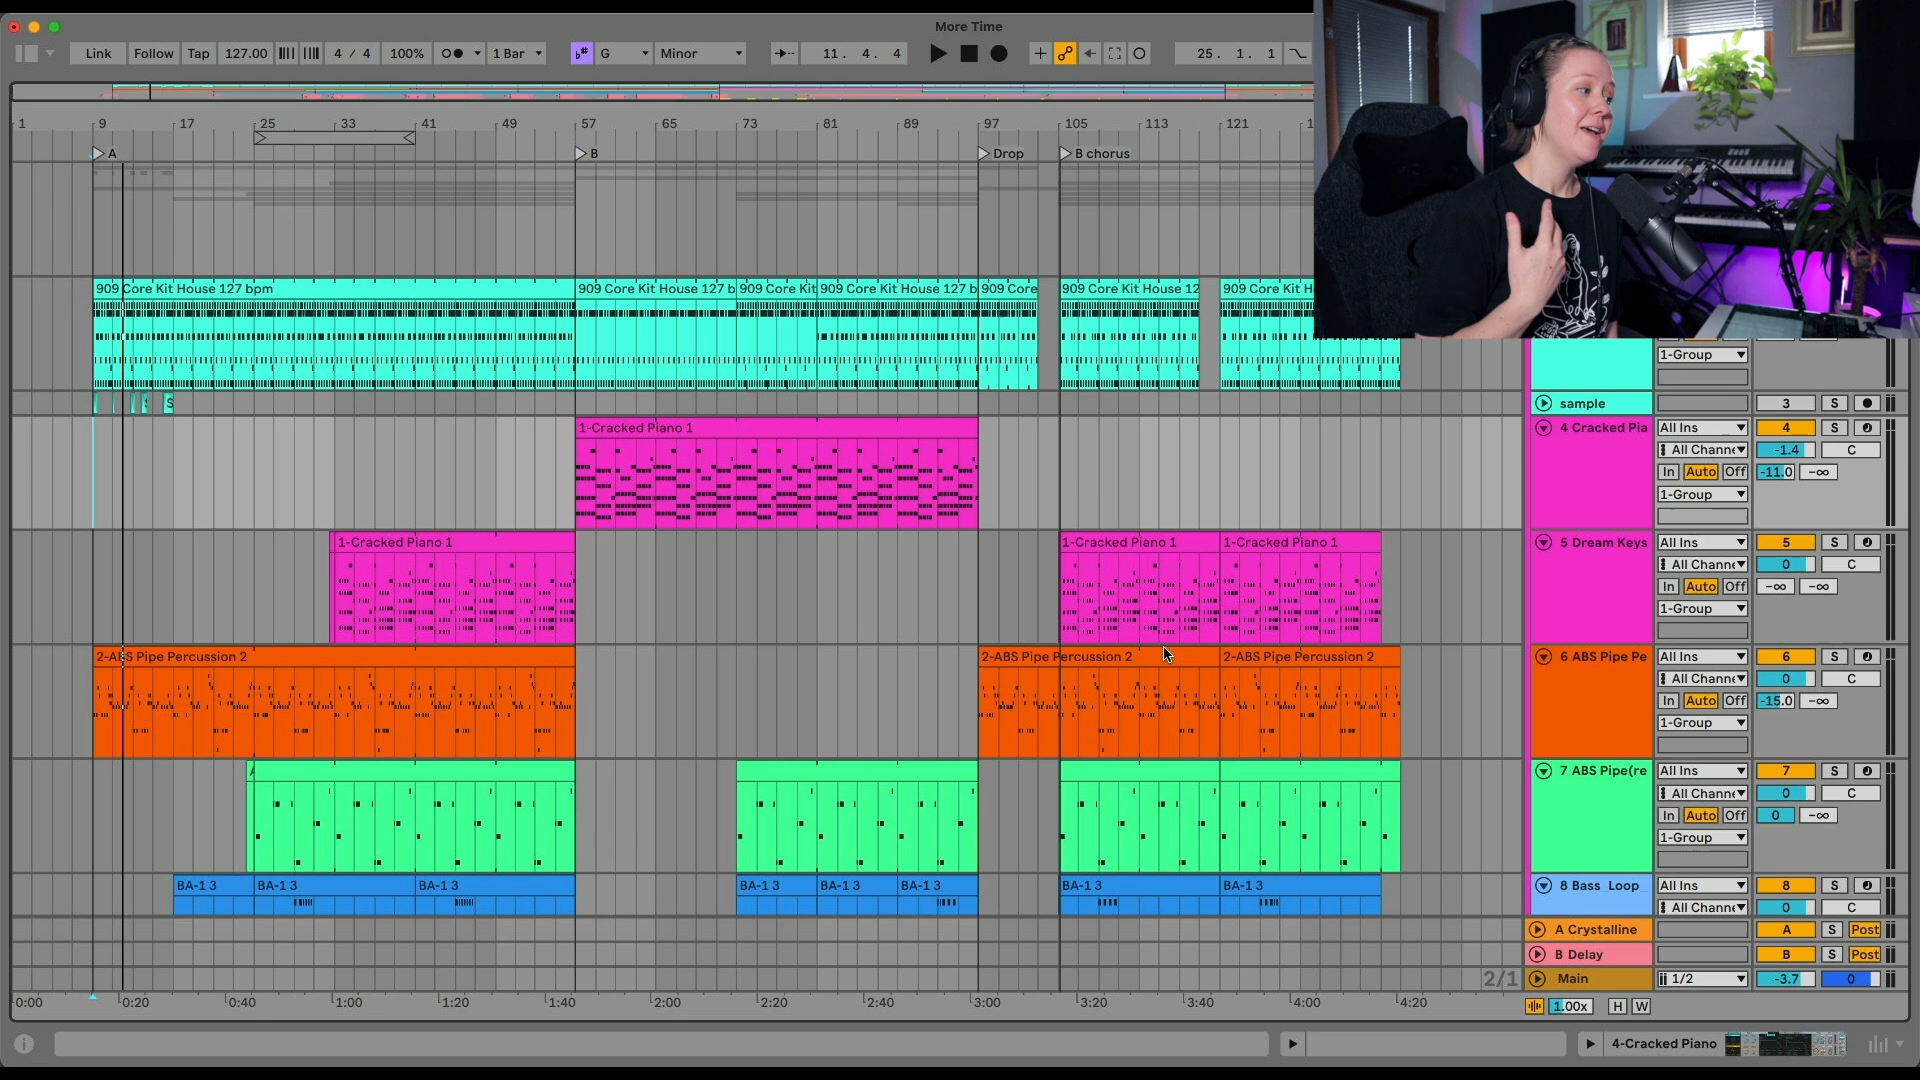 More Time
Link Follow Tap 127.00 4 / 4 100% 1 Bar G Minor 11. 4. 4 25. 1. 1
1 9 17 25 33 41 49 57 65 73 81 89 97 105 113 121 1
A B Drop B chorus
909 Core Kit House 127 bpm 909 Core Kit House 127 b 909 Core Kit 909 Core Kit House 127 b 909 Core 909 Core Kit House 12 909 Core Kit H
1-Group
S sample 3 S
1-Cracked Piano 1 4 Cracked Pia All Ins 4 S
All Channe -1.4 C
In Auto Off -11.0 -∞
1-Group
1-Cracked Piano 1 1-Cracked Piano 1 1-Cracked Piano 1 5 Dream Keys All Ins 5 S
All Channe 0 C
In Auto Off -∞ -∞
1-Group
2-ABS Pipe Percussion 2 2-ABS Pipe Percussion 2 2-ABS Pipe Percussion 2 6 ABS Pipe Pe All Ins 6 S
All Channe 0 C
In Auto Off -15.0 -∞
1-Group
7 ABS Pipe(re All Ins 7 S
All Channe 0 C
In Auto Off 0 -∞
1-Group
BA-1 3 BA-1 3 BA-1 3 BA-1 3 BA-1 3 BA-1 3 BA-1 3 BA-1 3 8 Bass Loop All Ins 8 S
All Channe 0 C
A Crystalline A S Post
B Delay B S Post
2/1 Main 1/2 -3.7 0
0:00 0:20 0:40 1:00 1:20 1:40 2:00 2:20 2:40 3:00 3:20 3:40 4:00 4:20 1.00x H W
4-Cracked Piano